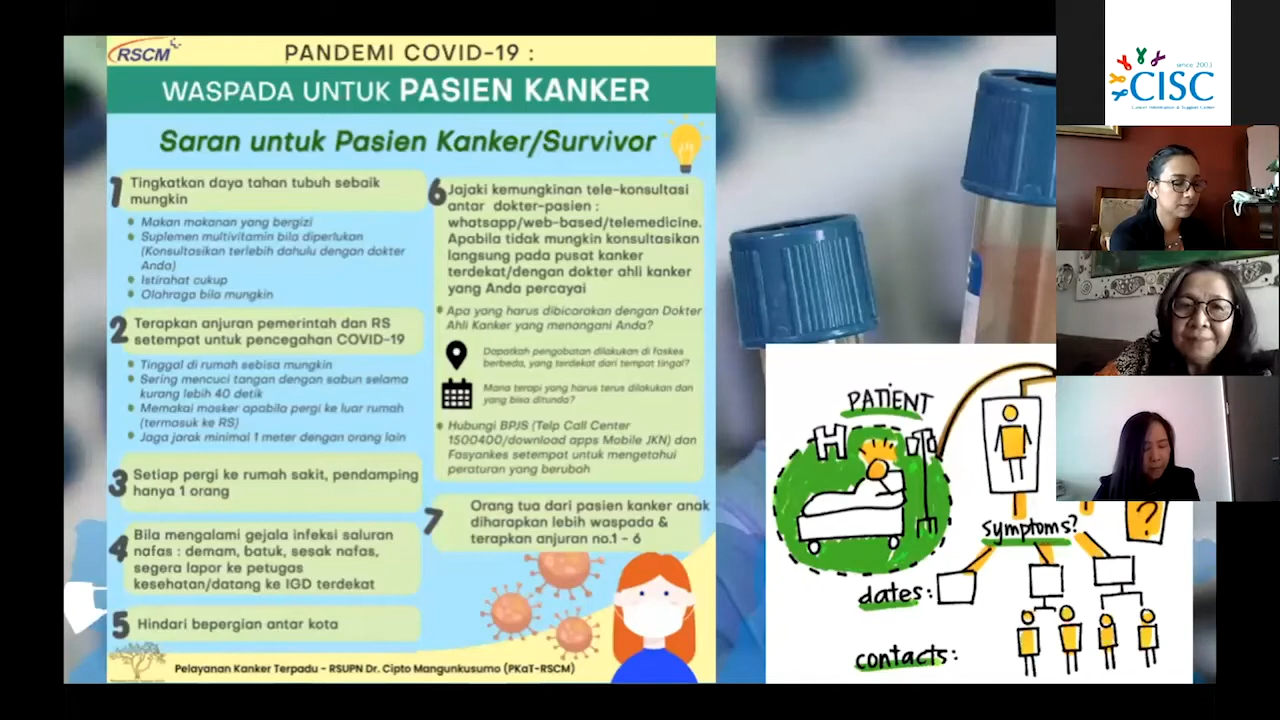 RSCM
PANDEMI COVID-19 :
WASPADA UNTUK PASIEN KANKER
Saran untuk Pasien Kanker/Survivor
1 Tingkatkan daya tahan tubuh sebaik
mungkin
Makan makanan yang bergizi
Suplemen multivitamin bila diperlukan
(Konsultasikan terlebih dahulu dengan dokter
Anda)
Istirahat cukup
Olahraga bila mungkin
2 Terapkan anjuran pemerintah dan RS
setempat untuk pencegahan COVID-19
Tinggal di rumah sebisa mungkin
Sering mencuci tangan dengan sabun selama
kurang lebih 40 detik
Memakai masker apabila pergi ke luar rumah
(termasuk ke RS)
Jaga jarak minimal 1 meter dengan orang lain
3 Setiap pergi ke rumah sakit, pendamping
hanya 1 orang
4 Bila mengalami gejala infeksi saluran
nafas : demam, batuk, sesak nafas,
segera lapor ke petugas
kesehatan/datang ke IGD terdekat
5 Hindari bepergian antar kota
6 Jajaki kemungkinan tele-konsultasi
antar dokter-pasien :
whatsapp/web-based/telemedicine.
Apabila tidak mungkin konsultasikan
langsung pada pusat kanker
terdekat/dengan dokter ahli kanker
yang Anda percayai
Apa yang harus dibicarakan dengan Dokter
Ahli Kanker yang menangani Anda?
Dapatkah pengobatan dilakukan di faskes
berbeda, yang terdekat dari tempat tingal?
Mana terapi yang harus terus dilakukan dan
yang bisa ditunda?
Hubungi BPJS (Telp Call Center
1500400/download apps Mobile JKN) dan
Fasyankes setempat untuk mengetahui
peraturan yang berubah
7 Orang tua dari pasien kanker anak
diharapkan lebih waspada &
terapkan anjuran no.1 - 6
Pelayanan Kanker Terpadu - RSUPN Dr. Cipto Mangunkusumo (PKaT-RSCM)
PATIENT
symptoms?
?
dates:
contacts:
since 2003
CISC
Cancer Information & Support Center